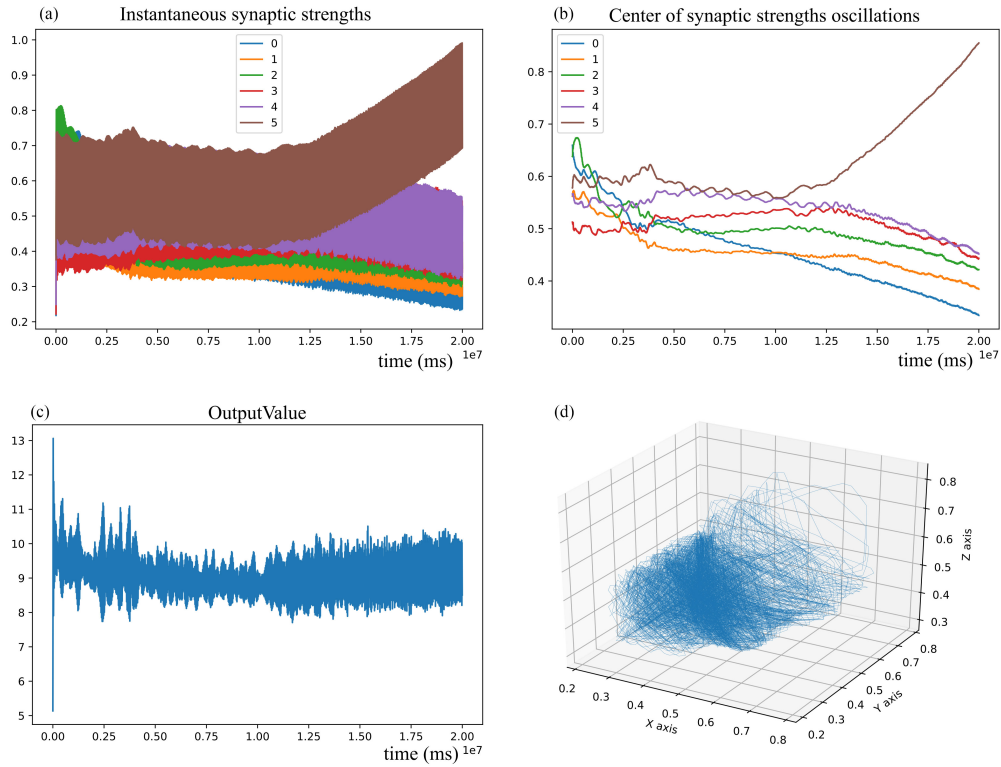 (a)
Instantaneous synaptic strengths
1.0
0.9
0.8
0.7
0.6
0.5
0.4
0.3
0.2
0
1
2
3
4
5
0.00 0.25 0.50 0.75 1.00 1.25 1.50 1.75 2.00
time (ms) 1e7
(b)
Center of synaptic strengths oscillations
0.8
0.7
0.6
0.5
0.4
0
1
2
3
4
5
0.00 0.25 0.50 0.75 1.00 1.25 1.50 1.75 2.00
time (ms) 1e7
(c)
OutputValue
13
12
11
10
9
8
7
6
5
0.00 0.25 0.50 0.75 1.00 1.25 1.50 1.75 2.00
time (ms) 1e7
(d)
0.8
0.7
0.6
0.5
0.4
0.3
Z axis
0.2 0.3 0.4 0.5 0.6 0.7 0.8
X axis
0.2 0.3 0.4 0.5 0.6 0.7 0.8
Y axis